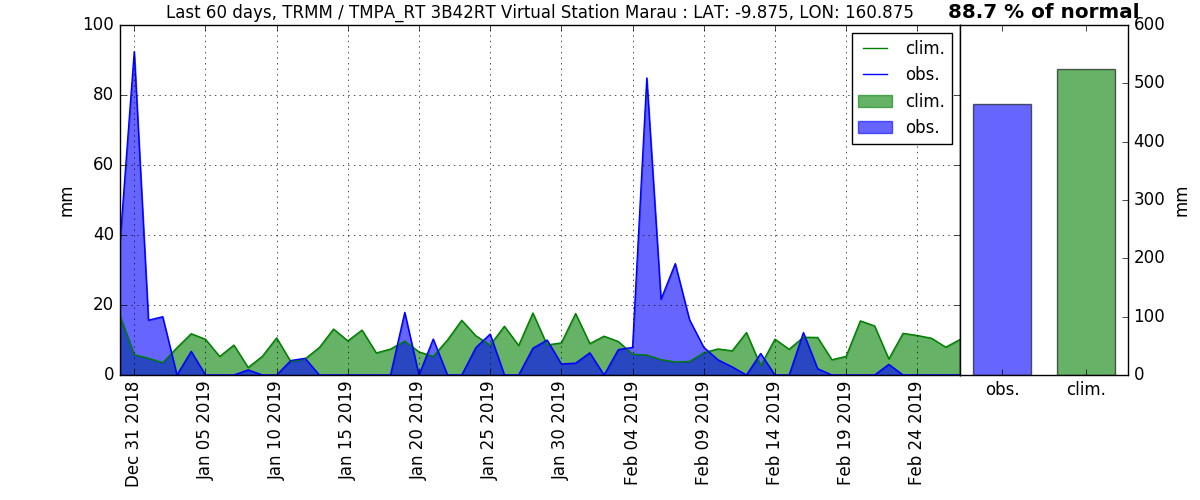 Last 60 days, TRMM / TMPA_RT 3B42RT Virtual Station Marau : LAT: -9.875, LON: 160.875
88.7 % of normal
mm
100
80
60
40
20
0
clim.
obs.
clim.
obs.
Dec 31 2018
Jan 05 2019
Jan 10 2019
Jan 15 2019
Jan 20 2019
Jan 25 2019
Jan 30 2019
Feb 04 2019
Feb 09 2019
Feb 14 2019
Feb 19 2019
Feb 24 2019
obs.
clim.
600
500
400
300
200
100
0
mm